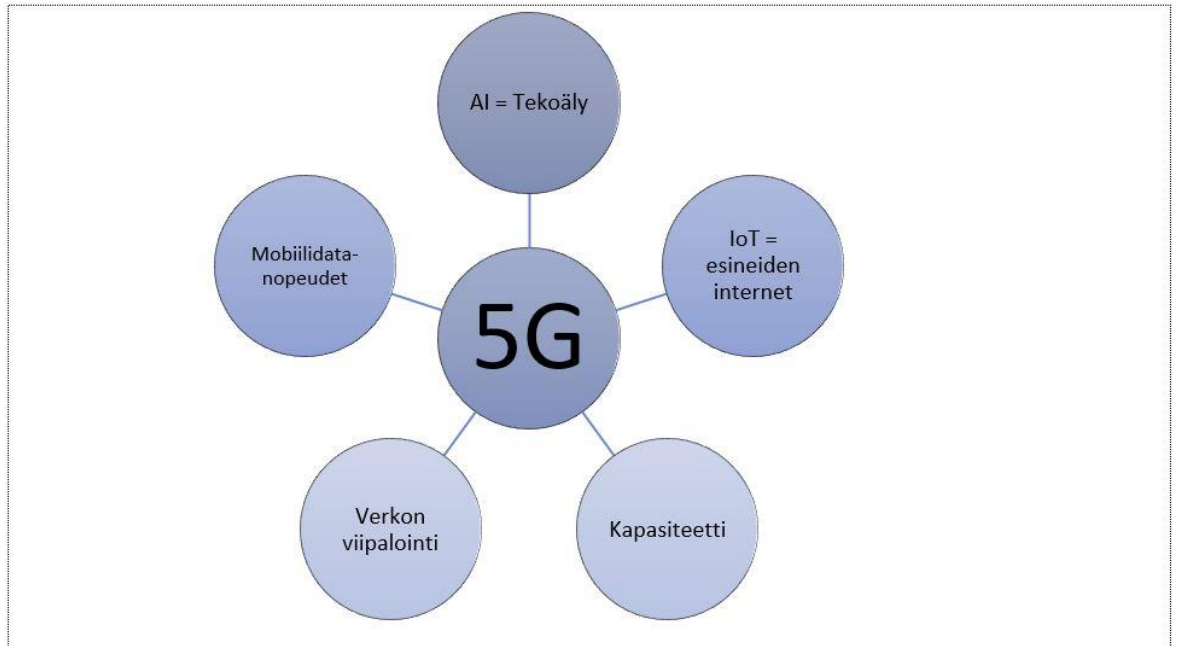 AI = Tekoäly
Mobiilidata-
nopeudet
IoT =
esineiden
internet
5G
Verkon
viipalointi
Kapasiteetti